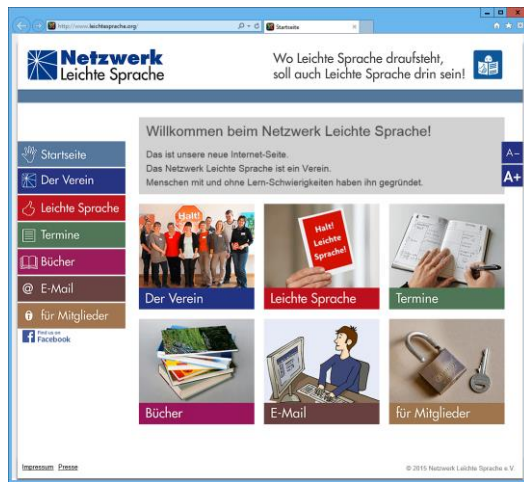 http://www.leichtesprache.org/
Startseite
Netzwerk
Leichte Sprache
Wo Leichte Sprache draufsteht,
soll auch Leichte Sprache drin sein!
Willkommen beim Netzwerk Leichte Sprache!
Das ist unsere neue Internet-Seite.
Das Netzwerk Leichte Sprache ist ein Verein.
Menschen mit und ohne Lern-Schwierigkeiten haben ihn gegründet.
A-
A+
Startseite
Der Verein
Leichte Sprache
Termine
Bücher
@ E-Mail
für Mitglieder
Find us on
Facebook
Halt!
Der Verein
Halt!
Leichte
Sprache!
Leichte Sprache
Termine
Bücher
E-Mail
für Mitglieder
Impressum Presse
© 2015 Netzwerk Leichte Sprache e.V.